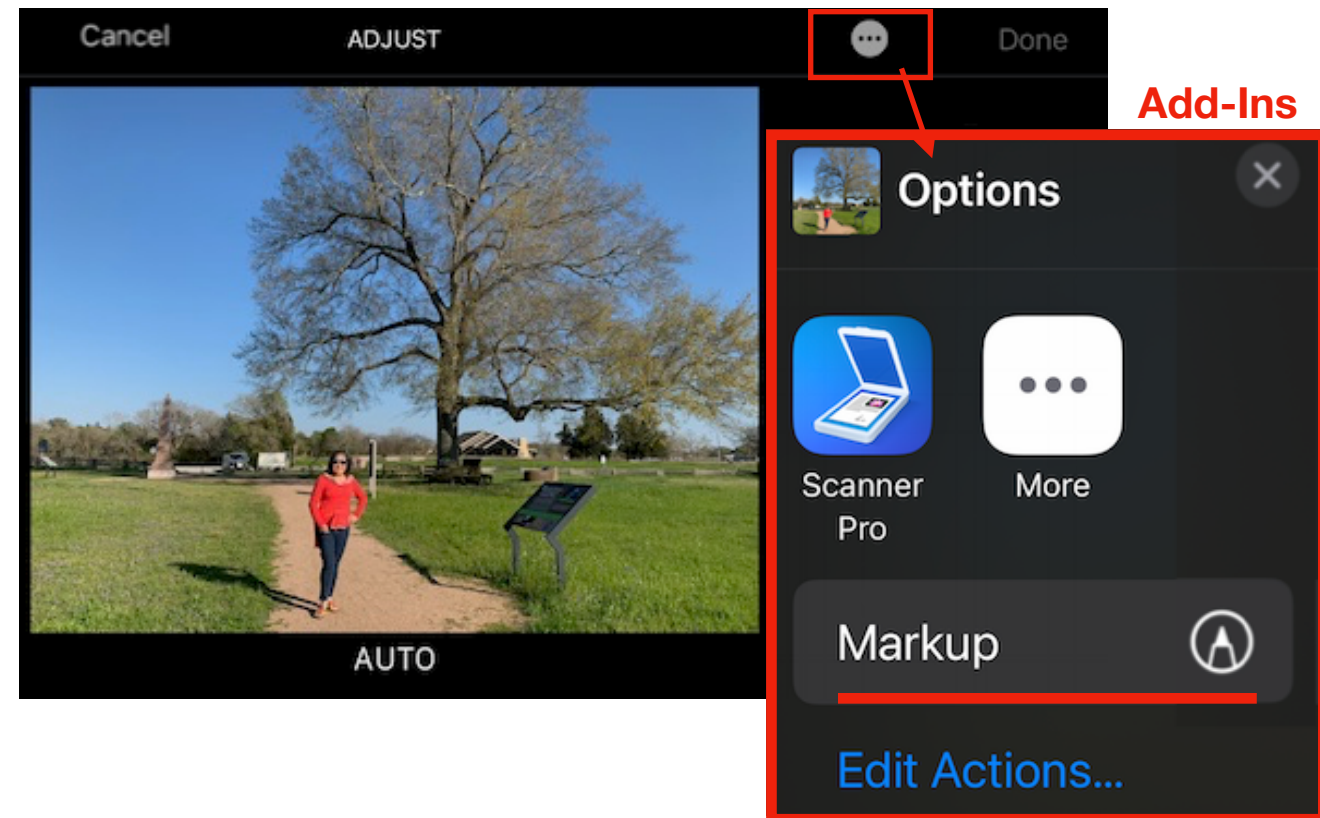 Cancel ADJUST Done
Add-Ins
Options
Scanner
Pro
More
AUTO
Markup
Edit Actions...